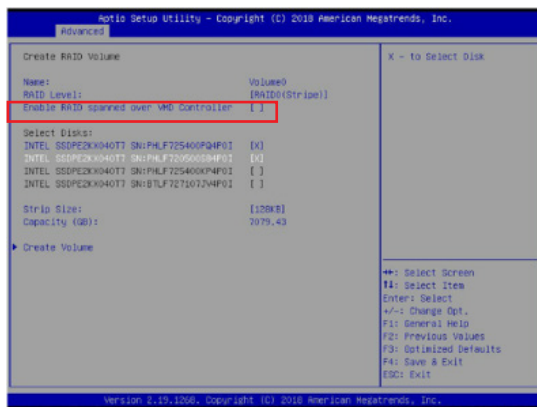 Aptio Setup Utility - Copyright (C) 2018 American Megatrends, Inc.
Advanced
Create RAID Volume
Name: Volume0
RAID Level: [RAID0(Stripe)]
Enable RAID spanned over VMD Controller [ ]
Select Disks:
INTEL SSDPE2KX040T7 SN:PHLF725400PQ4P0I [X]
INTEL SSDPE2KX040T7 SN:PHLF720500G84P0I [X]
INTEL SSDPE2KX040T7 SN:PHLF725400KP4P0I [ ]
INTEL SSDPE2KX040T7 SN:BTLF727107JV4P0I [ ]
Strip Size: [128KB]
Capacity (GB): 7079.43
Create Volume
X - to Select Disk
→←: Select Screen
↑↓: Select Item
Enter: Select
+/-: Change Opt.
F1: General Help
F2: Previous Values
F3: Optimized Defaults
F4: Save & Exit
ESC: Exit
Version 2.19.1268. Copyright (C) 2018 American Megatrends, Inc.